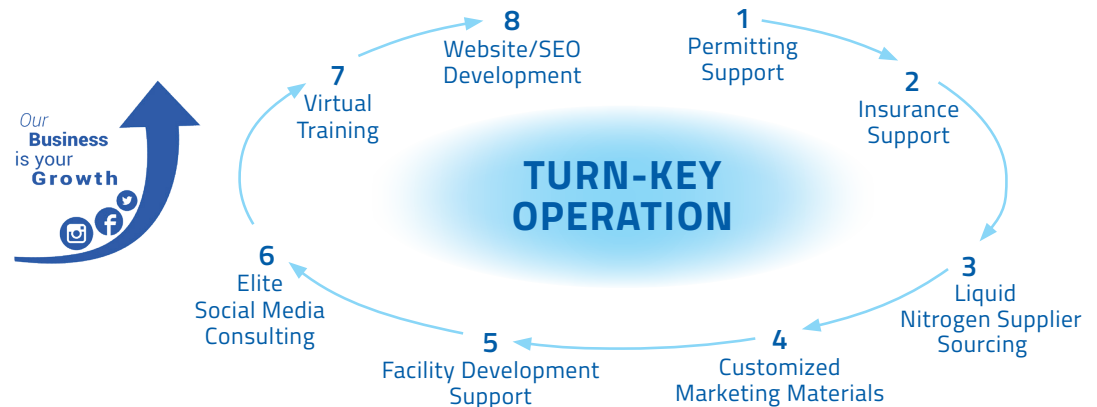 Our
Business
is your
Growth
TURN-KEY
OPERATION
1
Permitting
Support
2
Insurance
Support
3
Liquid
Nitrogen Supplier
Sourcing
4
Customized
Marketing Materials
5
Facility Development
Support
6
Elite
Social Media
Consulting
7
Virtual
Training
8
Website/SEO
Development